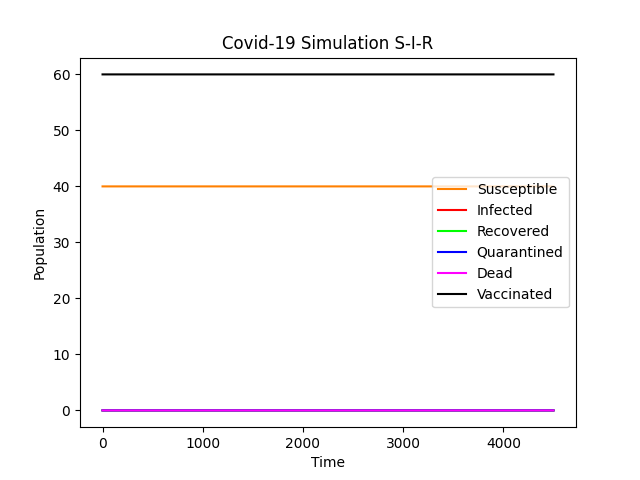 Covid-19 Simulation S-I-R
60
50
40
30
20
10
0
Population
Susceptible
Infected
Recovered
Quarantined
Dead
Vaccinated
0 1000 2000 3000 4000
Time